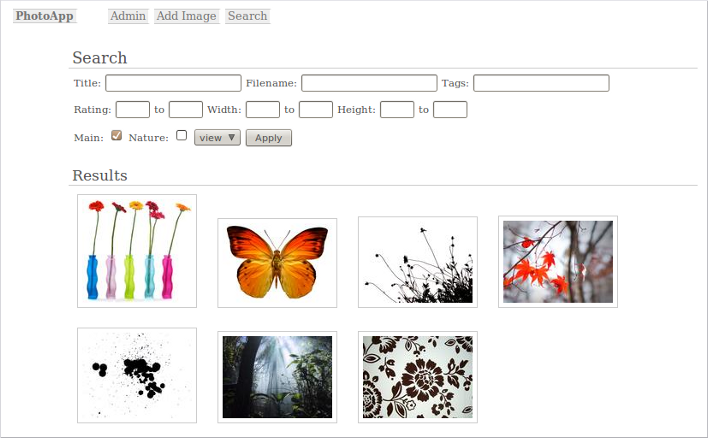 PhotoApp Admin Add Image Search
Search
Title: Filename: Tags:
Rating: to Width: to Height: to
Main: Nature: view Apply
Results